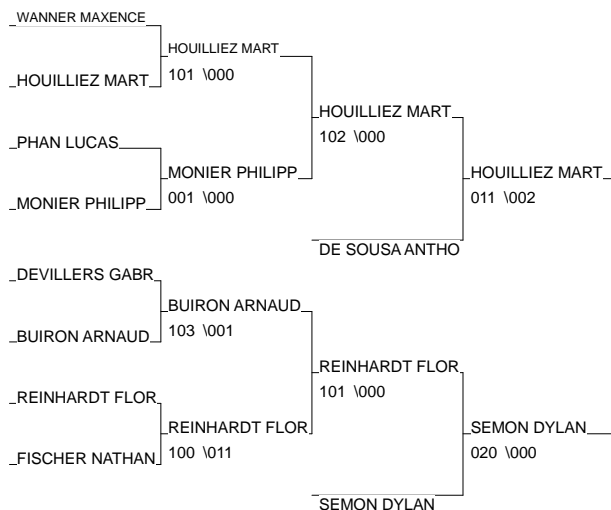 WANNER MAXENCE
HOUILLIEZ MART
HOUILLIEZ MART
101 \000
PHAN LUCAS
MONIER PHILIPP
MONIER PHILIPP
001 \000
HOUILLIEZ MART
102 \000
DE SOUSA ANTHO
HOUILLIEZ MART
011 \002
DEVILLERS GABR
BUIRON ARNAUD
BUIRON ARNAUD
103 \001
REINHARDT FLOR
FISCHER NATHAN
REINHARDT FLOR
100 \011
REINHARDT FLOR
101 \000
SEMON DYLAN
SEMON DYLAN
020 \000